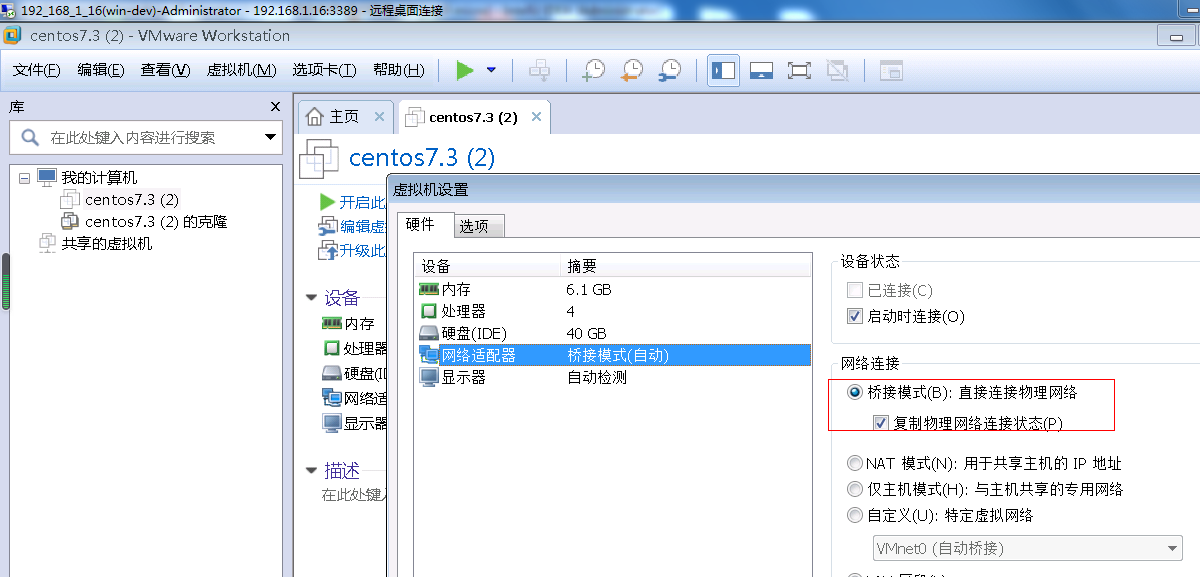 192_168_1_16(win-dev)-Administrator - 192.168.1.16:3389 - 远程桌面连接
centos7.3 (2) - VMware Workstation
文件(F) 编辑(E) 查看(V) 虚拟机(M) 选项卡(T) 帮助(H)
库
在此处键入内容进行搜索
我的计算机
centos7.3 (2)
centos7.3 (2) 的克隆
共享的虚拟机
主页
centos7.3 (2)
centos7.3 (2)
开启此
编辑虚
升级此
设备
内存
处理器
硬盘(ID
网络适
显示器
描述
在此处键入
虚拟机设置
硬件 选项
设备 摘要
内存 6.1 GB
处理器 4
硬盘(IDE) 40 GB
网络适配器 桥接模式(自动)
显示器 自动检测
设备状态
已连接(C)
启动时连接(O)
网络连接
桥接模式(B): 直接连接物理网络
复制物理网络连接状态(P)
NAT 模式(N): 用于共享主机的 IP 地址
仅主机模式(H): 与主机共享的专用网络
自定义(U): 特定虚拟网络
VMnet0 (自动桥接)